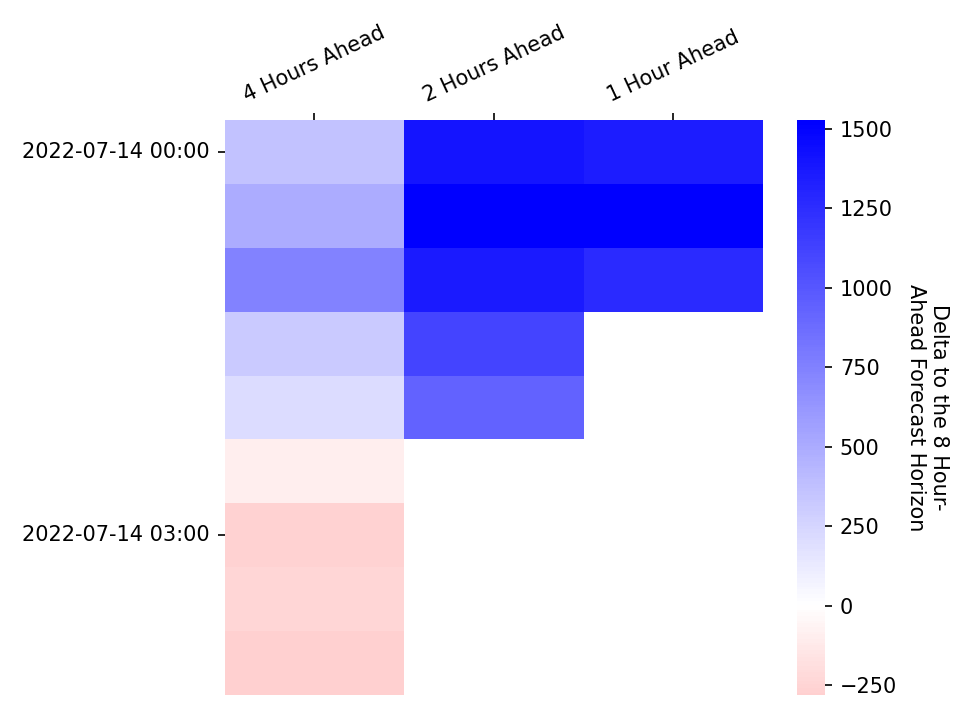 4 Hours Ahead
2 Hours Ahead
1 Hour Ahead
2022-07-14 00:00
2022-07-14 03:00
1500
1250
1000
750
500
250
0
−250
Delta to the 8 Hour-
Ahead Forecast Horizon